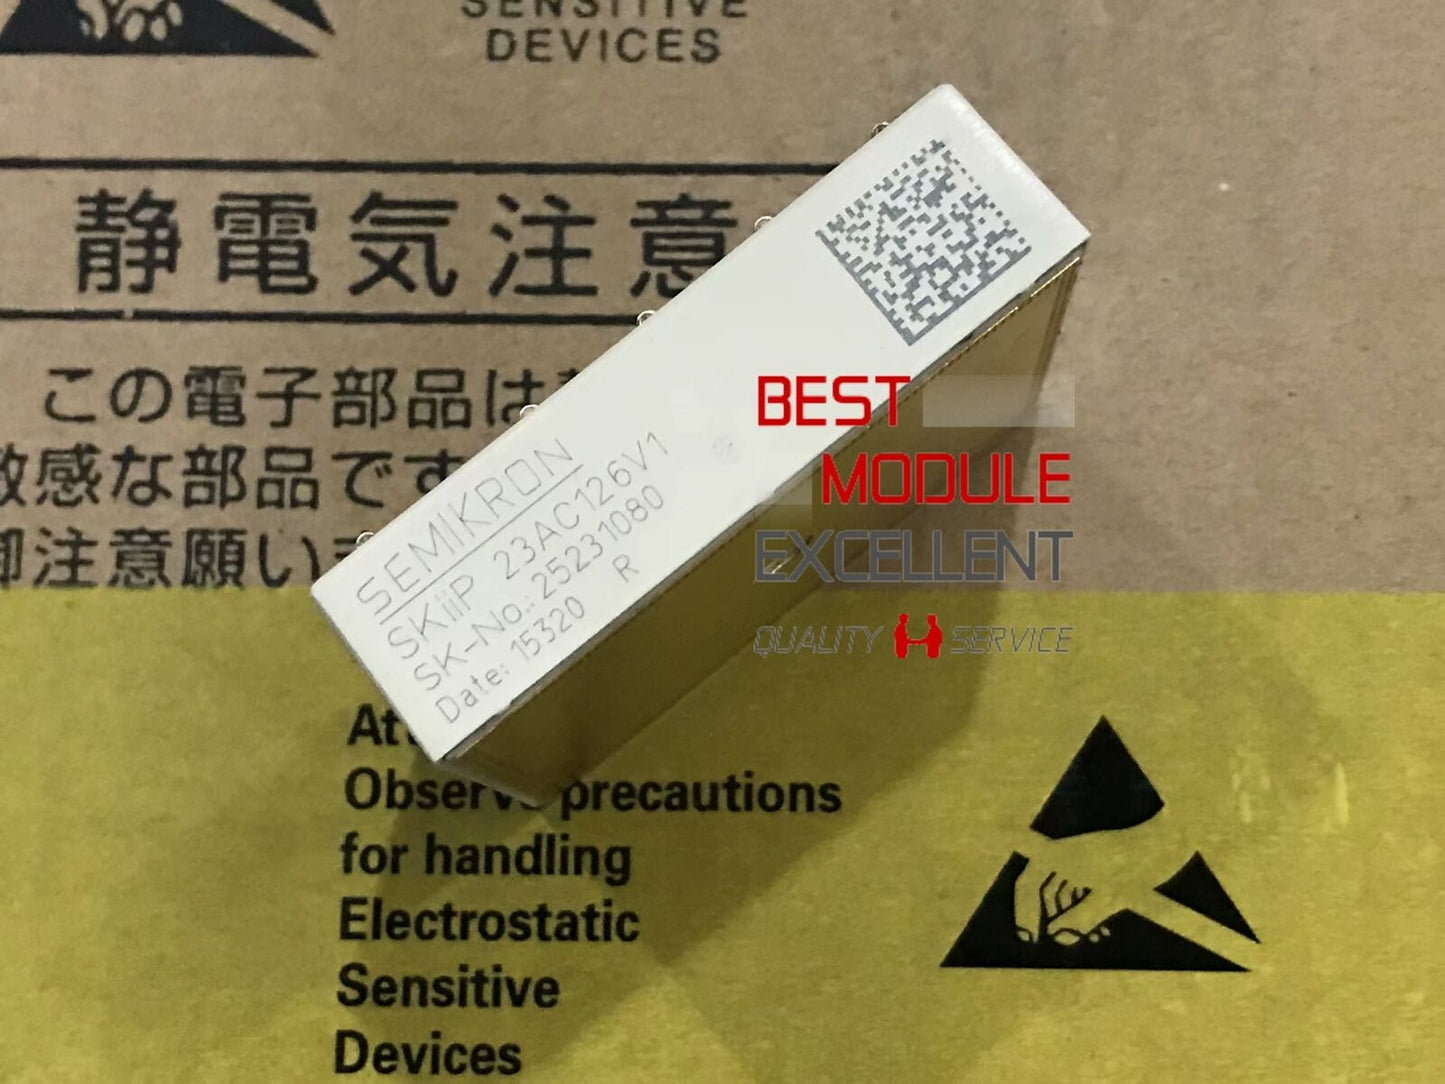 SENSITIVE
DEVICES
静電気注意
この電子部品は
敏感な部品です
御注意願い
SEMIKRON
SKiiP 23AC126V1
SK-No.: 25231080
Date: 15320 R
BEST
MODULE
EXCELLENT
QUALITY SERVICE
Observe precautions
for handling
Electrostatic
Sensitive
Devices